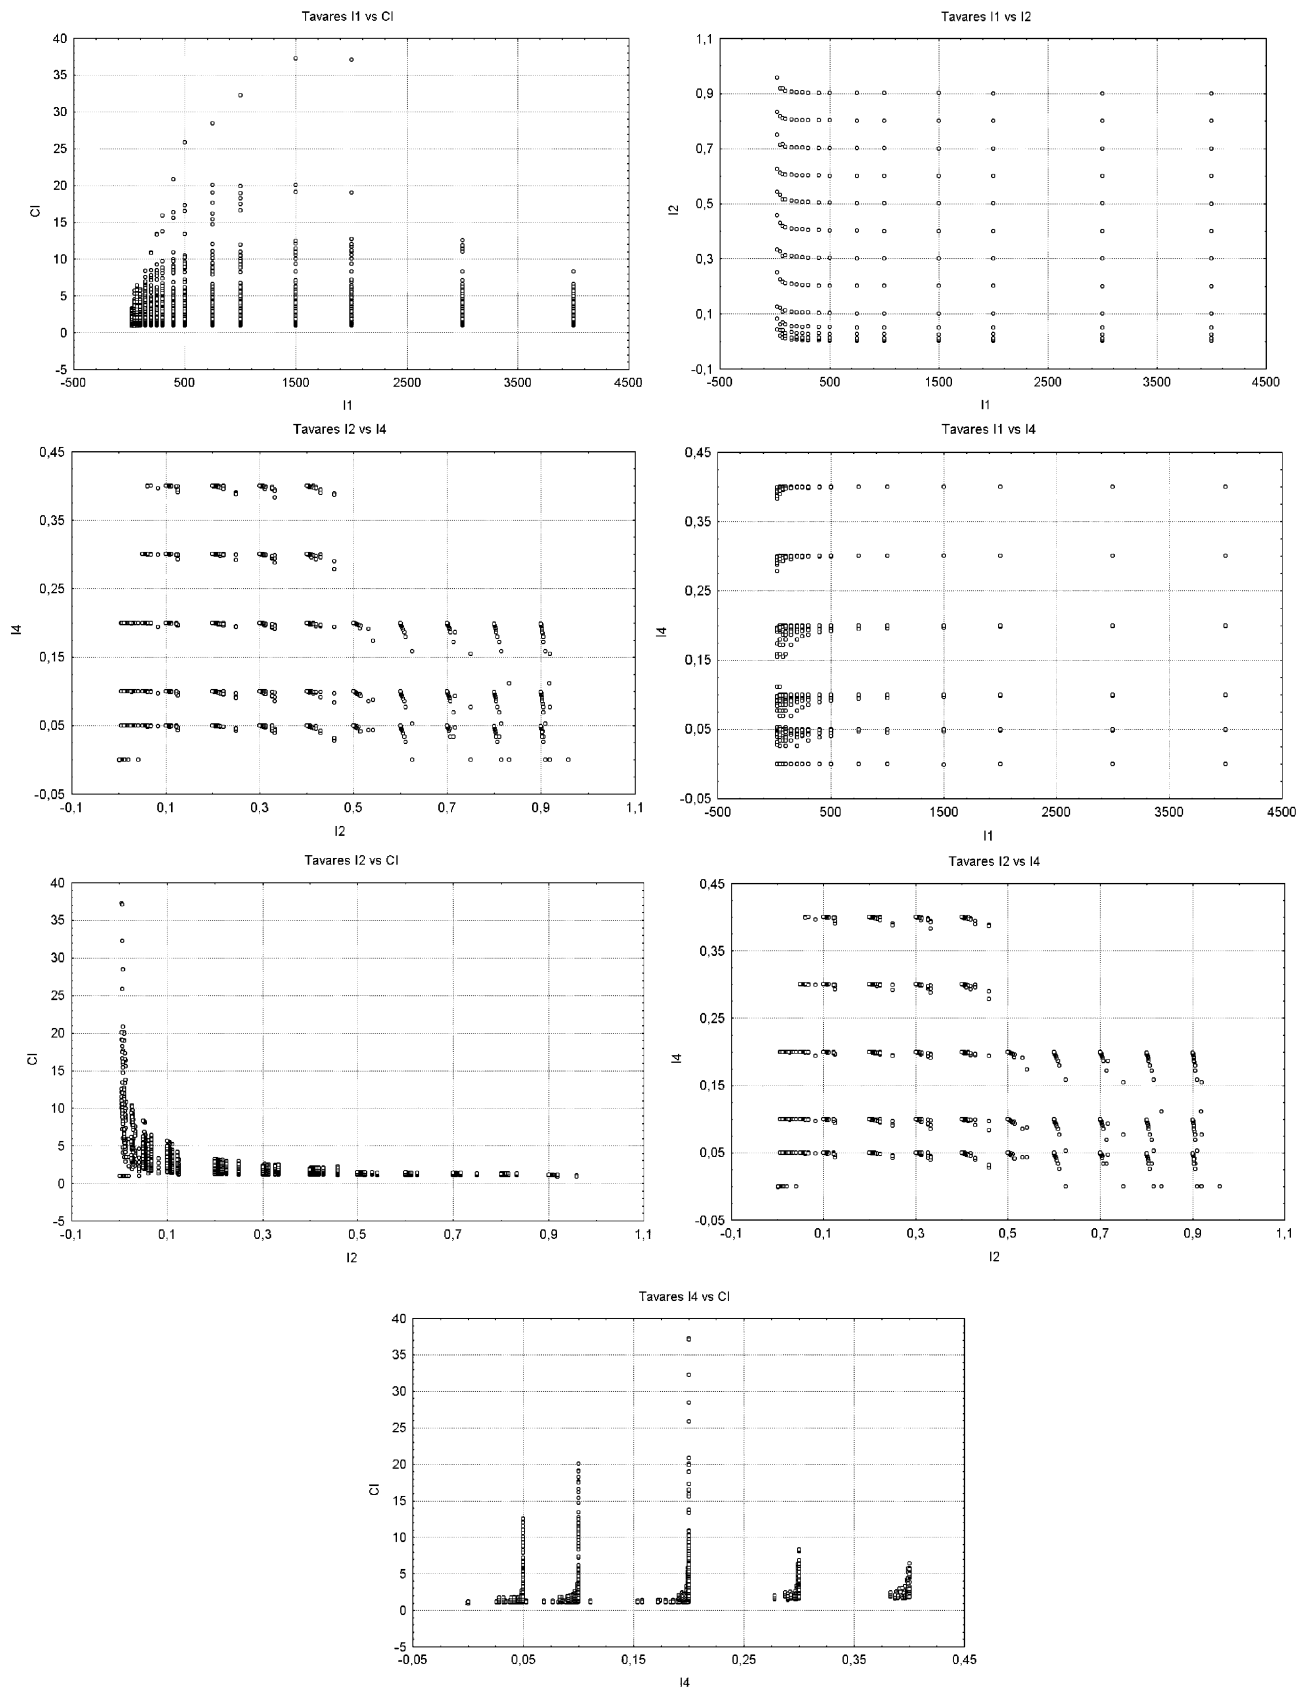 Tavares I1 vs CI
40
35
30
25
20
15
10
5
0
-5
CI
-500 500 1500 2500 3500 4500
I1
Tavares I1 vs I2
1,1
0,9
0,7
0,5
0,3
0,1
-0,1
I2
-500 500 1500 2500 3500 4500
I1
Tavares I2 vs I4
0,45
0,35
0,25
0,15
0,05
-0,05
I4
-0,1 0,1 0,3 0,5 0,7 0,9 1,1
I2
Tavares I1 vs I4
0,45
0,35
0,25
0,15
0,05
-0,05
I4
-500 500 1500 2500 3500 4500
I1
Tavares I2 vs CI
40
35
30
25
20
15
10
5
0
-5
CI
-0,1 0,1 0,3 0,5 0,7 0,9 1,1
I2
Tavares I2 vs I4
0,45
0,35
0,25
0,15
0,05
-0,05
I4
-0,1 0,1 0,3 0,5 0,7 0,9 1,1
I2
Tavares I4 vs CI
40
35
30
25
20
15
10
5
0
-5
CI
-0,05 0,05 0,15 0,25 0,35 0,45
I4